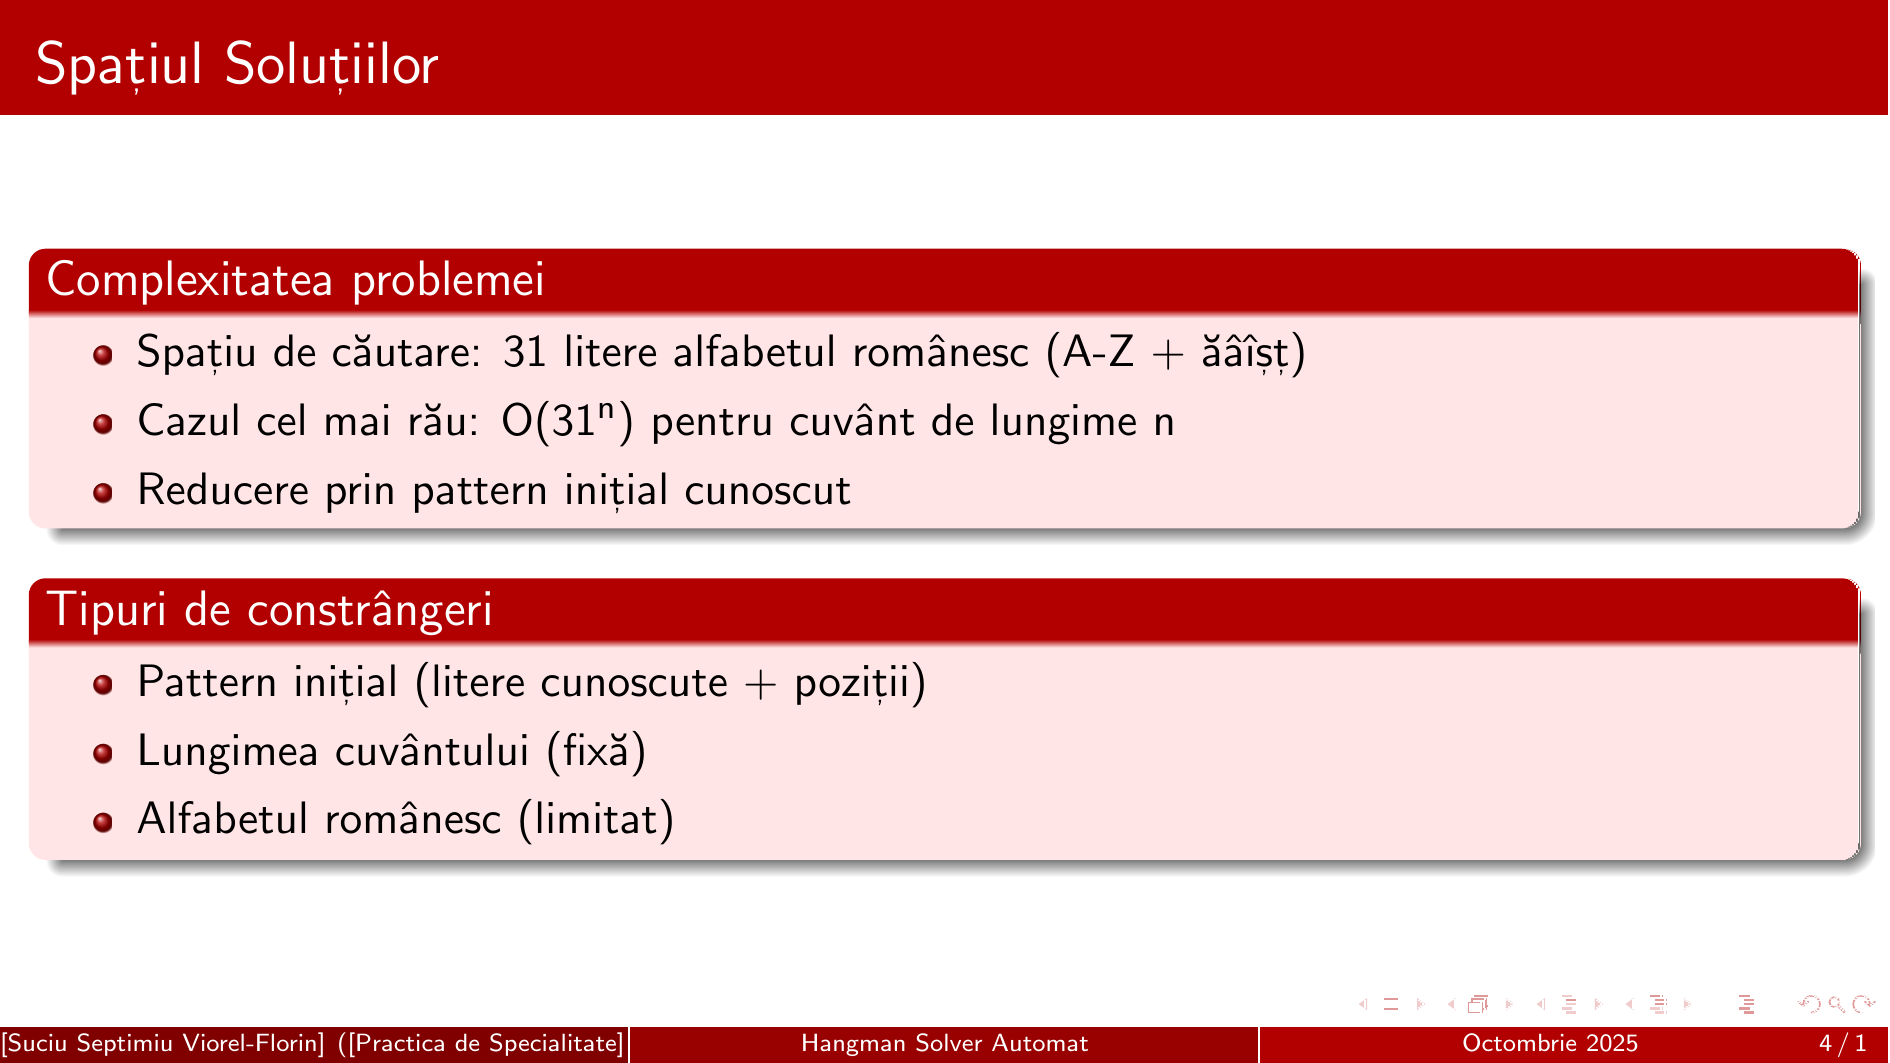 Spațiul Soluțiilor
Complexitatea problemei
Spațiu de căutare: 31 litere alfabetul românesc (A-Z + ăâîșț)
Cazul cel mai rău: O(31ⁿ) pentru cuvânt de lungime n
Reducere prin pattern inițial cunoscut
Tipuri de constrângeri
Pattern inițial (litere cunoscute + poziții)
Lungimea cuvântului (fixă)
Alfabetul românesc (limitat)
[Suciu Septimiu Viorel-Florin] ([Practica de Specialitate] Hangman Solver Automat Octombrie 2025 4 / 1